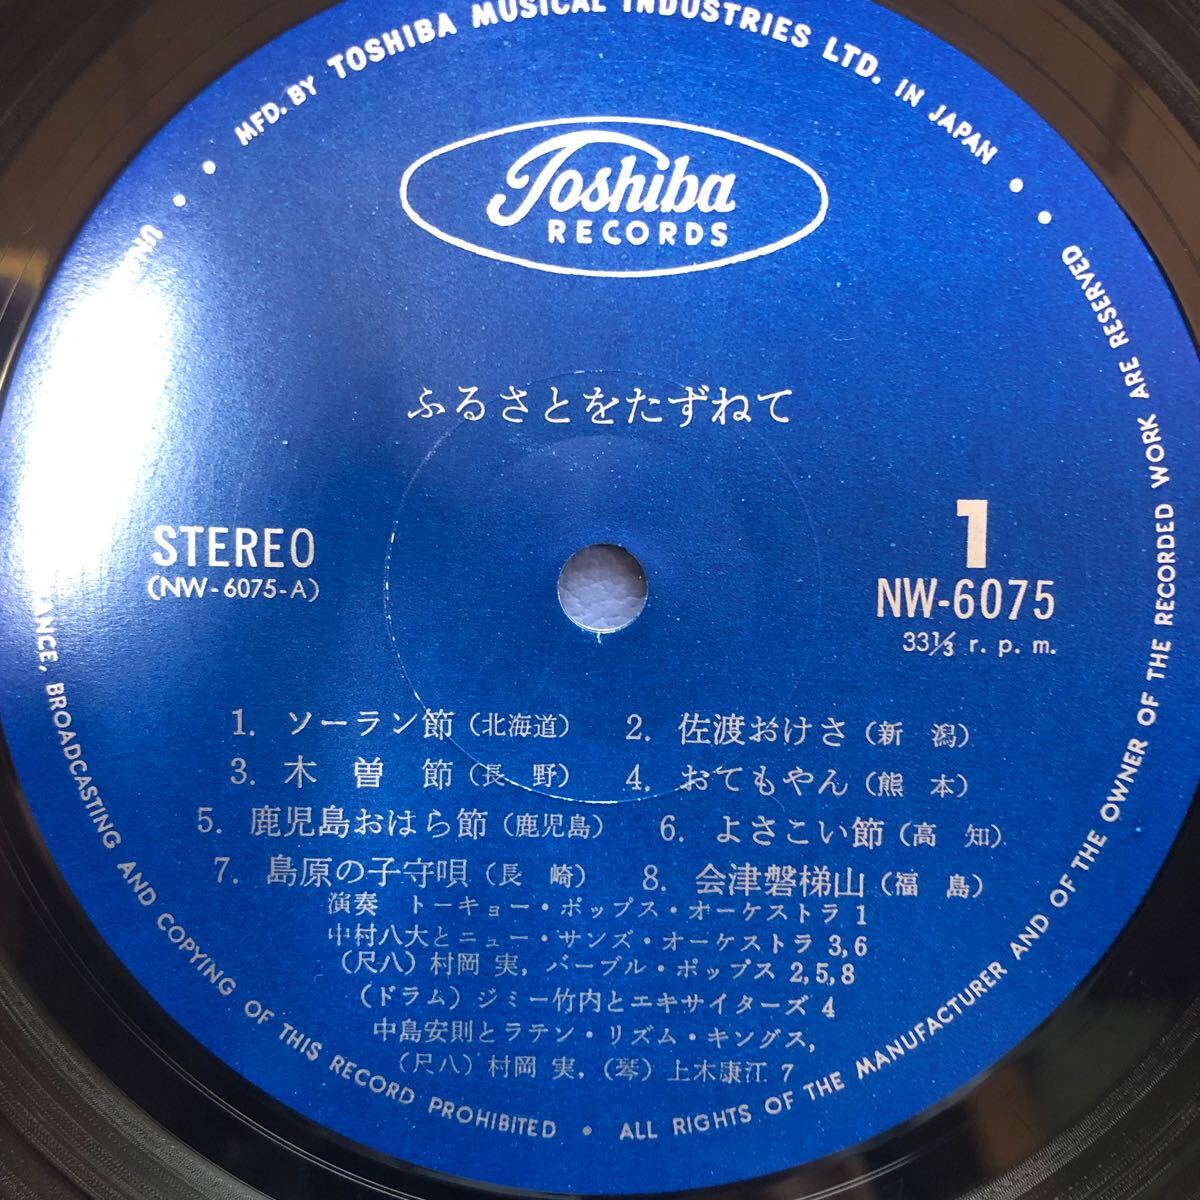 MFD. BY TOSHIBA MUSICAL INDUSTRIES LTD. IN JAPAN
Toshiba
RECORDS
ふるさとをたずねて
STEREO
(NW-6075-A)
1
NW-6075
33⅓ r. p. m.
1. ソーラン節 (北海道) 2. 佐渡おけさ (新 潟)
3. 木 曽 節 (長 野) 4. おてもやん (熊 本)
5. 鹿児島おはら節 (鹿児島) 6. よさこい節 (高 知)
7. 島原の子守唄 (長 崎) 8. 会津磐梯山 (福 島)
演奏 トーキョー・ポップス・オーケストラ 1
中村八大とニュー・サンズ・オーケストラ 3,6
(尺八) 村岡 実, パープル・ポップス 2,5,8
(ドラム) ジミー竹内とエキサイターズ 4
中島安則とラテン・リズム・キングス,
(尺八) 村岡 実, (琴) 上木康江 7
BROADCASTING AND COPYING OF THIS RECORD PROHIBITED • ALL RIGHTS OF THE MANUFACTURER AND OF THE OWNER OF THE RECORDED WORK ARE RESERVED